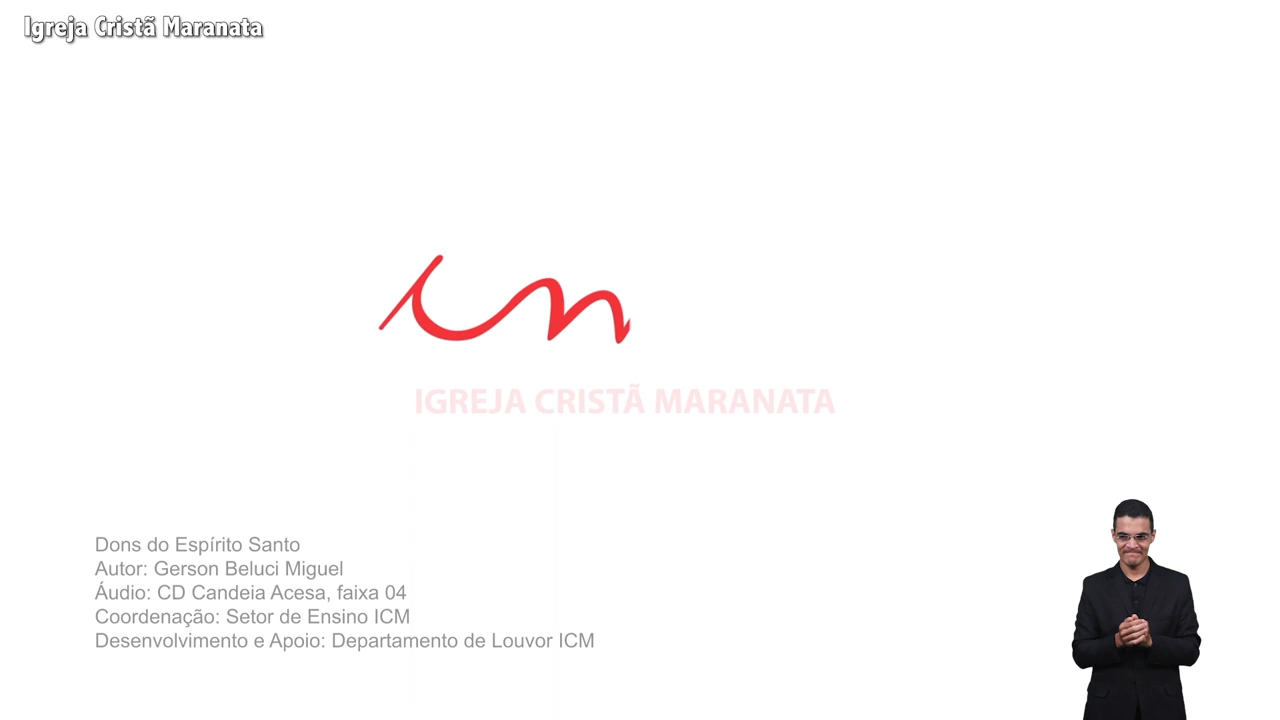 Igreja Cristã Maranata
IGREJA CRISTÃ MARANATA
Dons do Espírito Santo
Autor: Gerson Beluci Miguel
Áudio: CD Candeia Acesa, faixa 04
Coordenação: Setor de Ensino ICM
Desenvolvimento e Apoio: Departamento de Louvor ICM